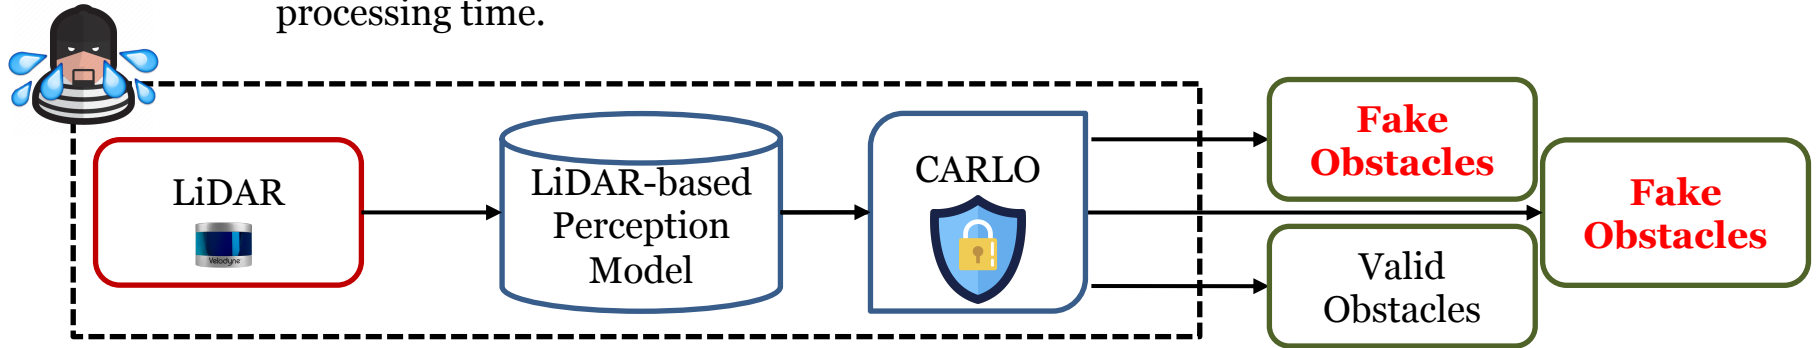 processing time.
LiDAR
Velodyne
LiDAR-based
Perception
Model
CARLO
Fake
Obstacles
Valid
Obstacles
Fake
Obstacles